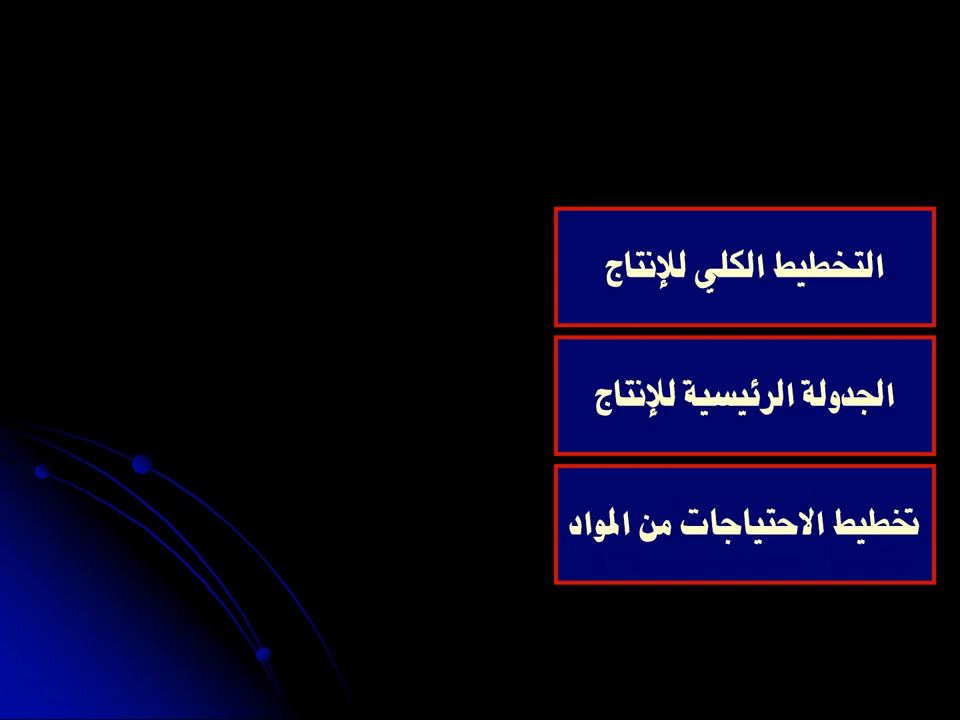 التخطيط الكلي للإنتاج
الجدولة الرئيسية للإنتاج
تخطيط الاحتياجات من المواد